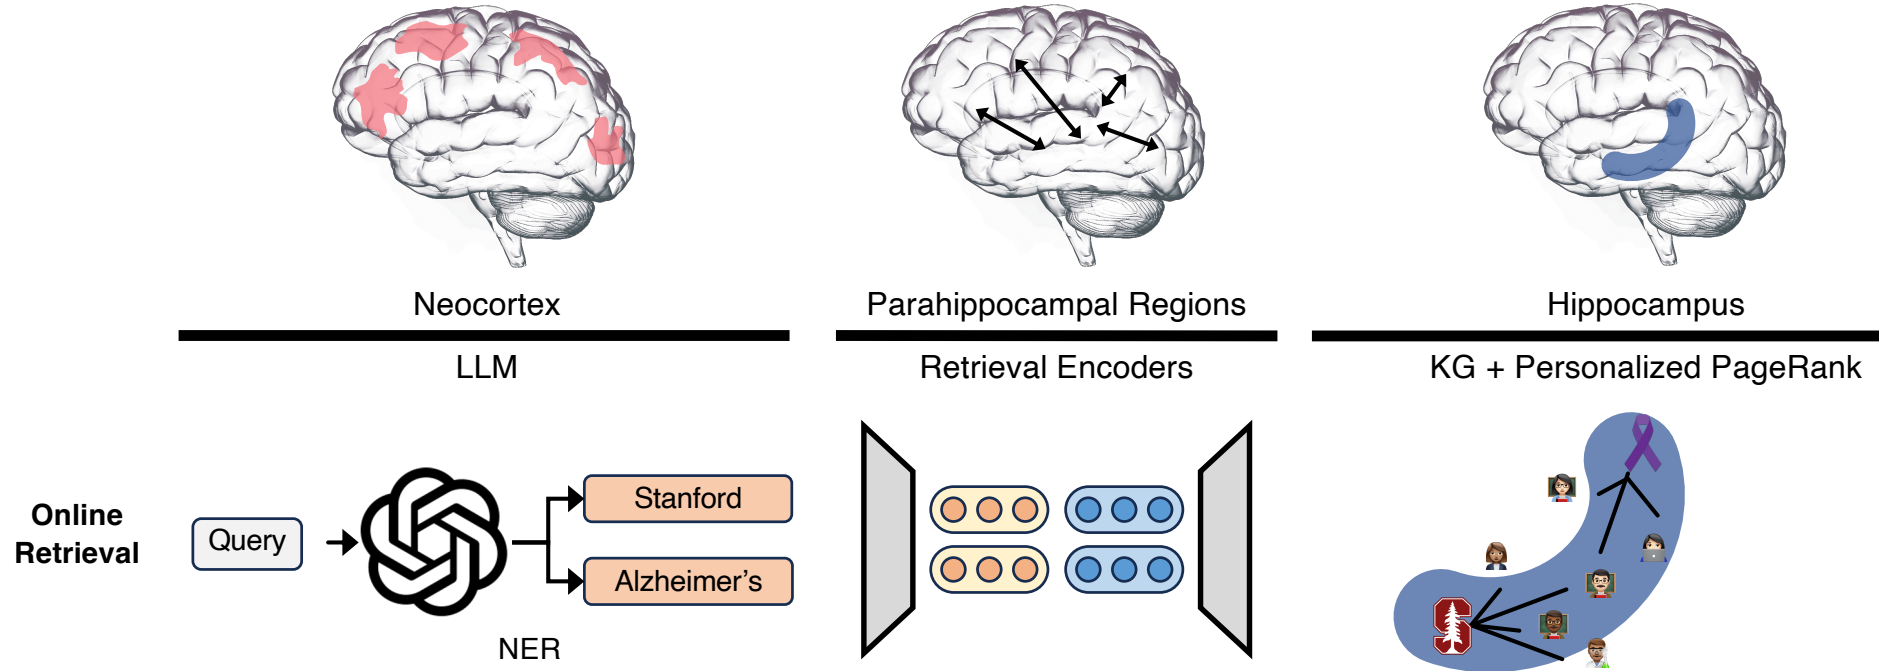 Neocortex
Parahippocampal Regions
Hippocampus
LLM
Retrieval Encoders
KG + Personalized PageRank
Online
Retrieval
Query
Stanford
Alzheimer's
NER
S